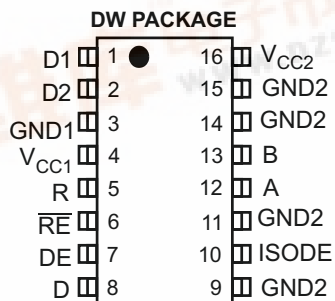 DW PACKAGE
D1 1 16 VCC2
D2 2 15 GND2
GND1 3 14 GND2
VCC1 4 13 B
R 5 12 A
R̅E̅ 6 11 GND2
DE 7 10 ISODE
D 8 9 GND2